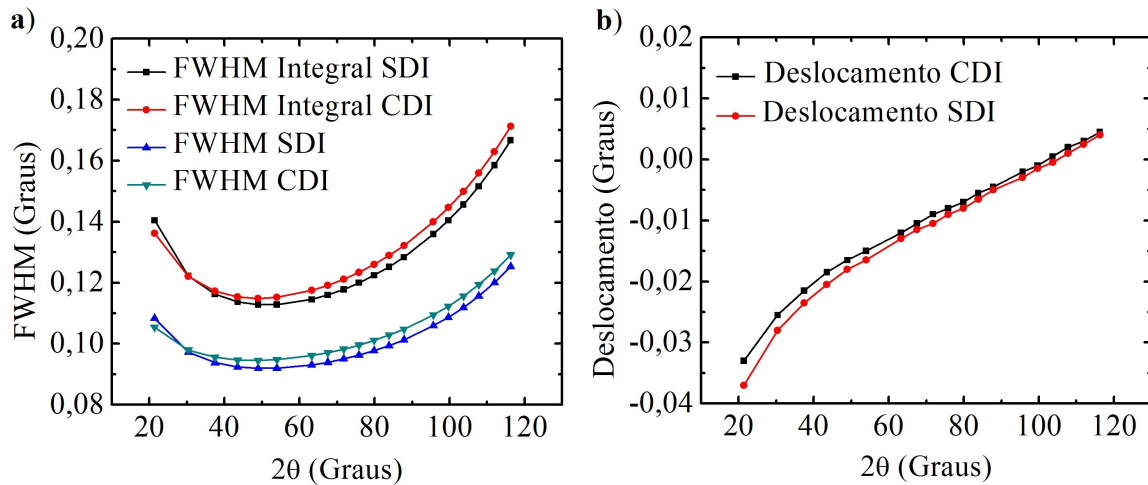 a)
0,20
0,18
0,16
0,14
0,12
0,10
0,08
FWHM (Graus)
FWHM Integral SDI
FWHM Integral CDI
FWHM SDI
FWHM CDI
20 40 60 80 100 120
2θ (Graus)
b)
0,02
0,01
0,00
-0,01
-0,02
-0,03
-0,04
Deslocamento (Graus)
Deslocamento CDI
Deslocamento SDI
20 40 60 80 100 120
2θ (Graus)